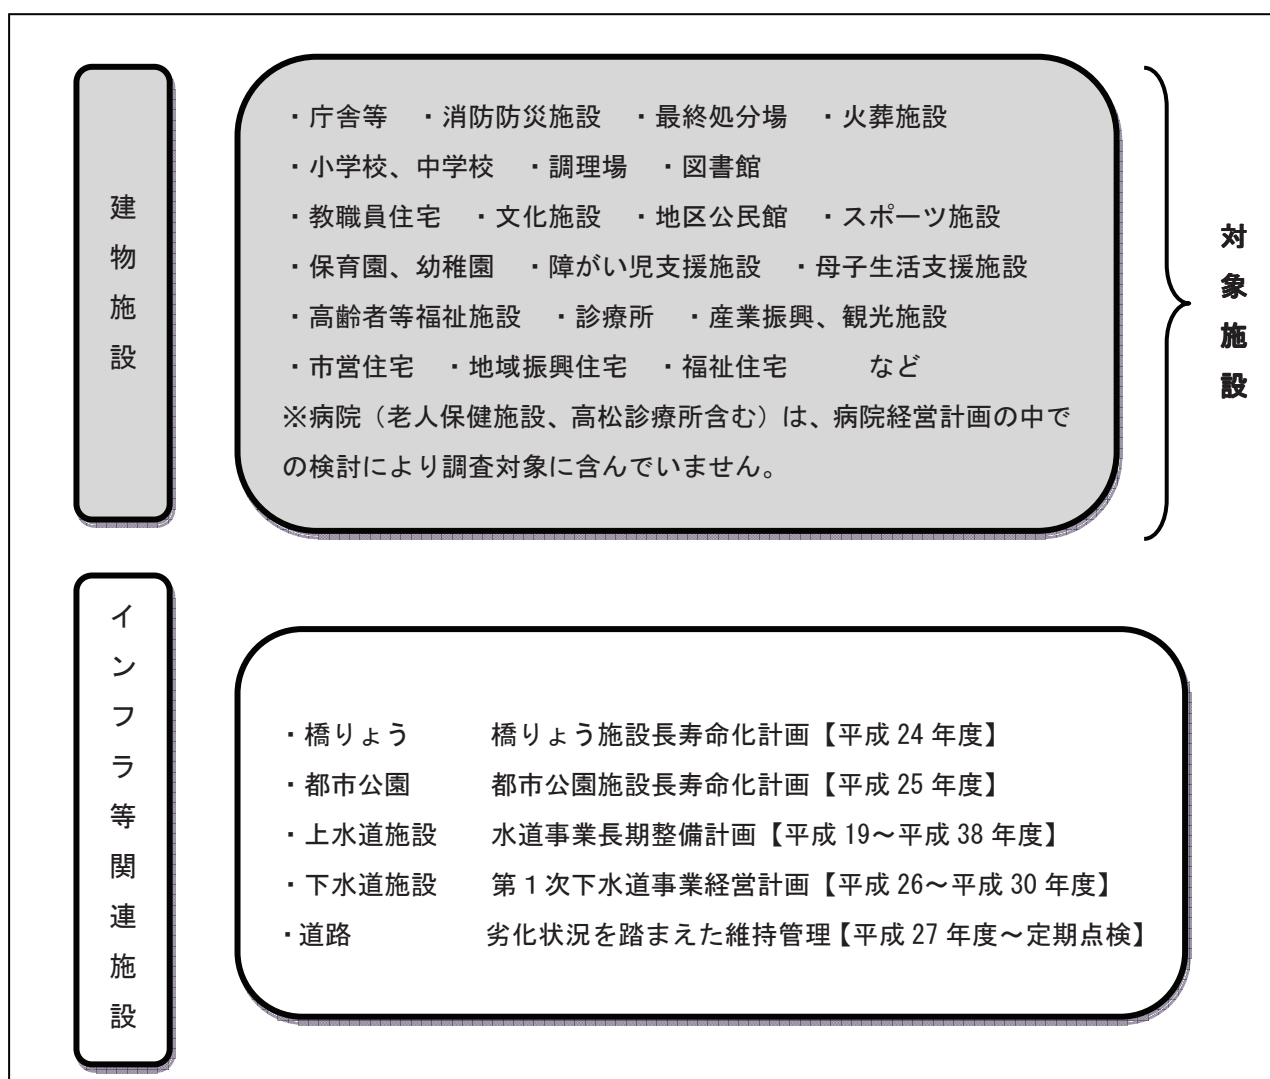 建物施設
・庁舎等　・消防防災施設　・最終処分場　・火葬施設
・小学校、中学校　・調理場　・図書館
・教職員住宅　・文化施設　・地区公民館　・スポーツ施設
・保育園、幼稚園　・障がい児支援施設　・母子生活支援施設
・高齢者等福祉施設　・診療所　・産業振興、観光施設
・市営住宅　・地域振興住宅　・福祉住宅　　　など
※病院（老人保健施設、高松診療所含む）は、病院経営計画の中で
の検討により調査対象に含んでいません。
対象施設
インフラ等関連施設
・橋りょう　　　橋りょう施設長寿命化計画【平成 24 年度】
・都市公園　　　都市公園施設長寿命化計画【平成 25 年度】
・上水道施設　　水道事業長期整備計画【平成 19～平成 38 年度】
・下水道施設　　第１次下水道事業経営計画【平成 26～平成 30 年度】
・道路　　　　　劣化状況を踏まえた維持管理【平成 27 年度～定期点検】